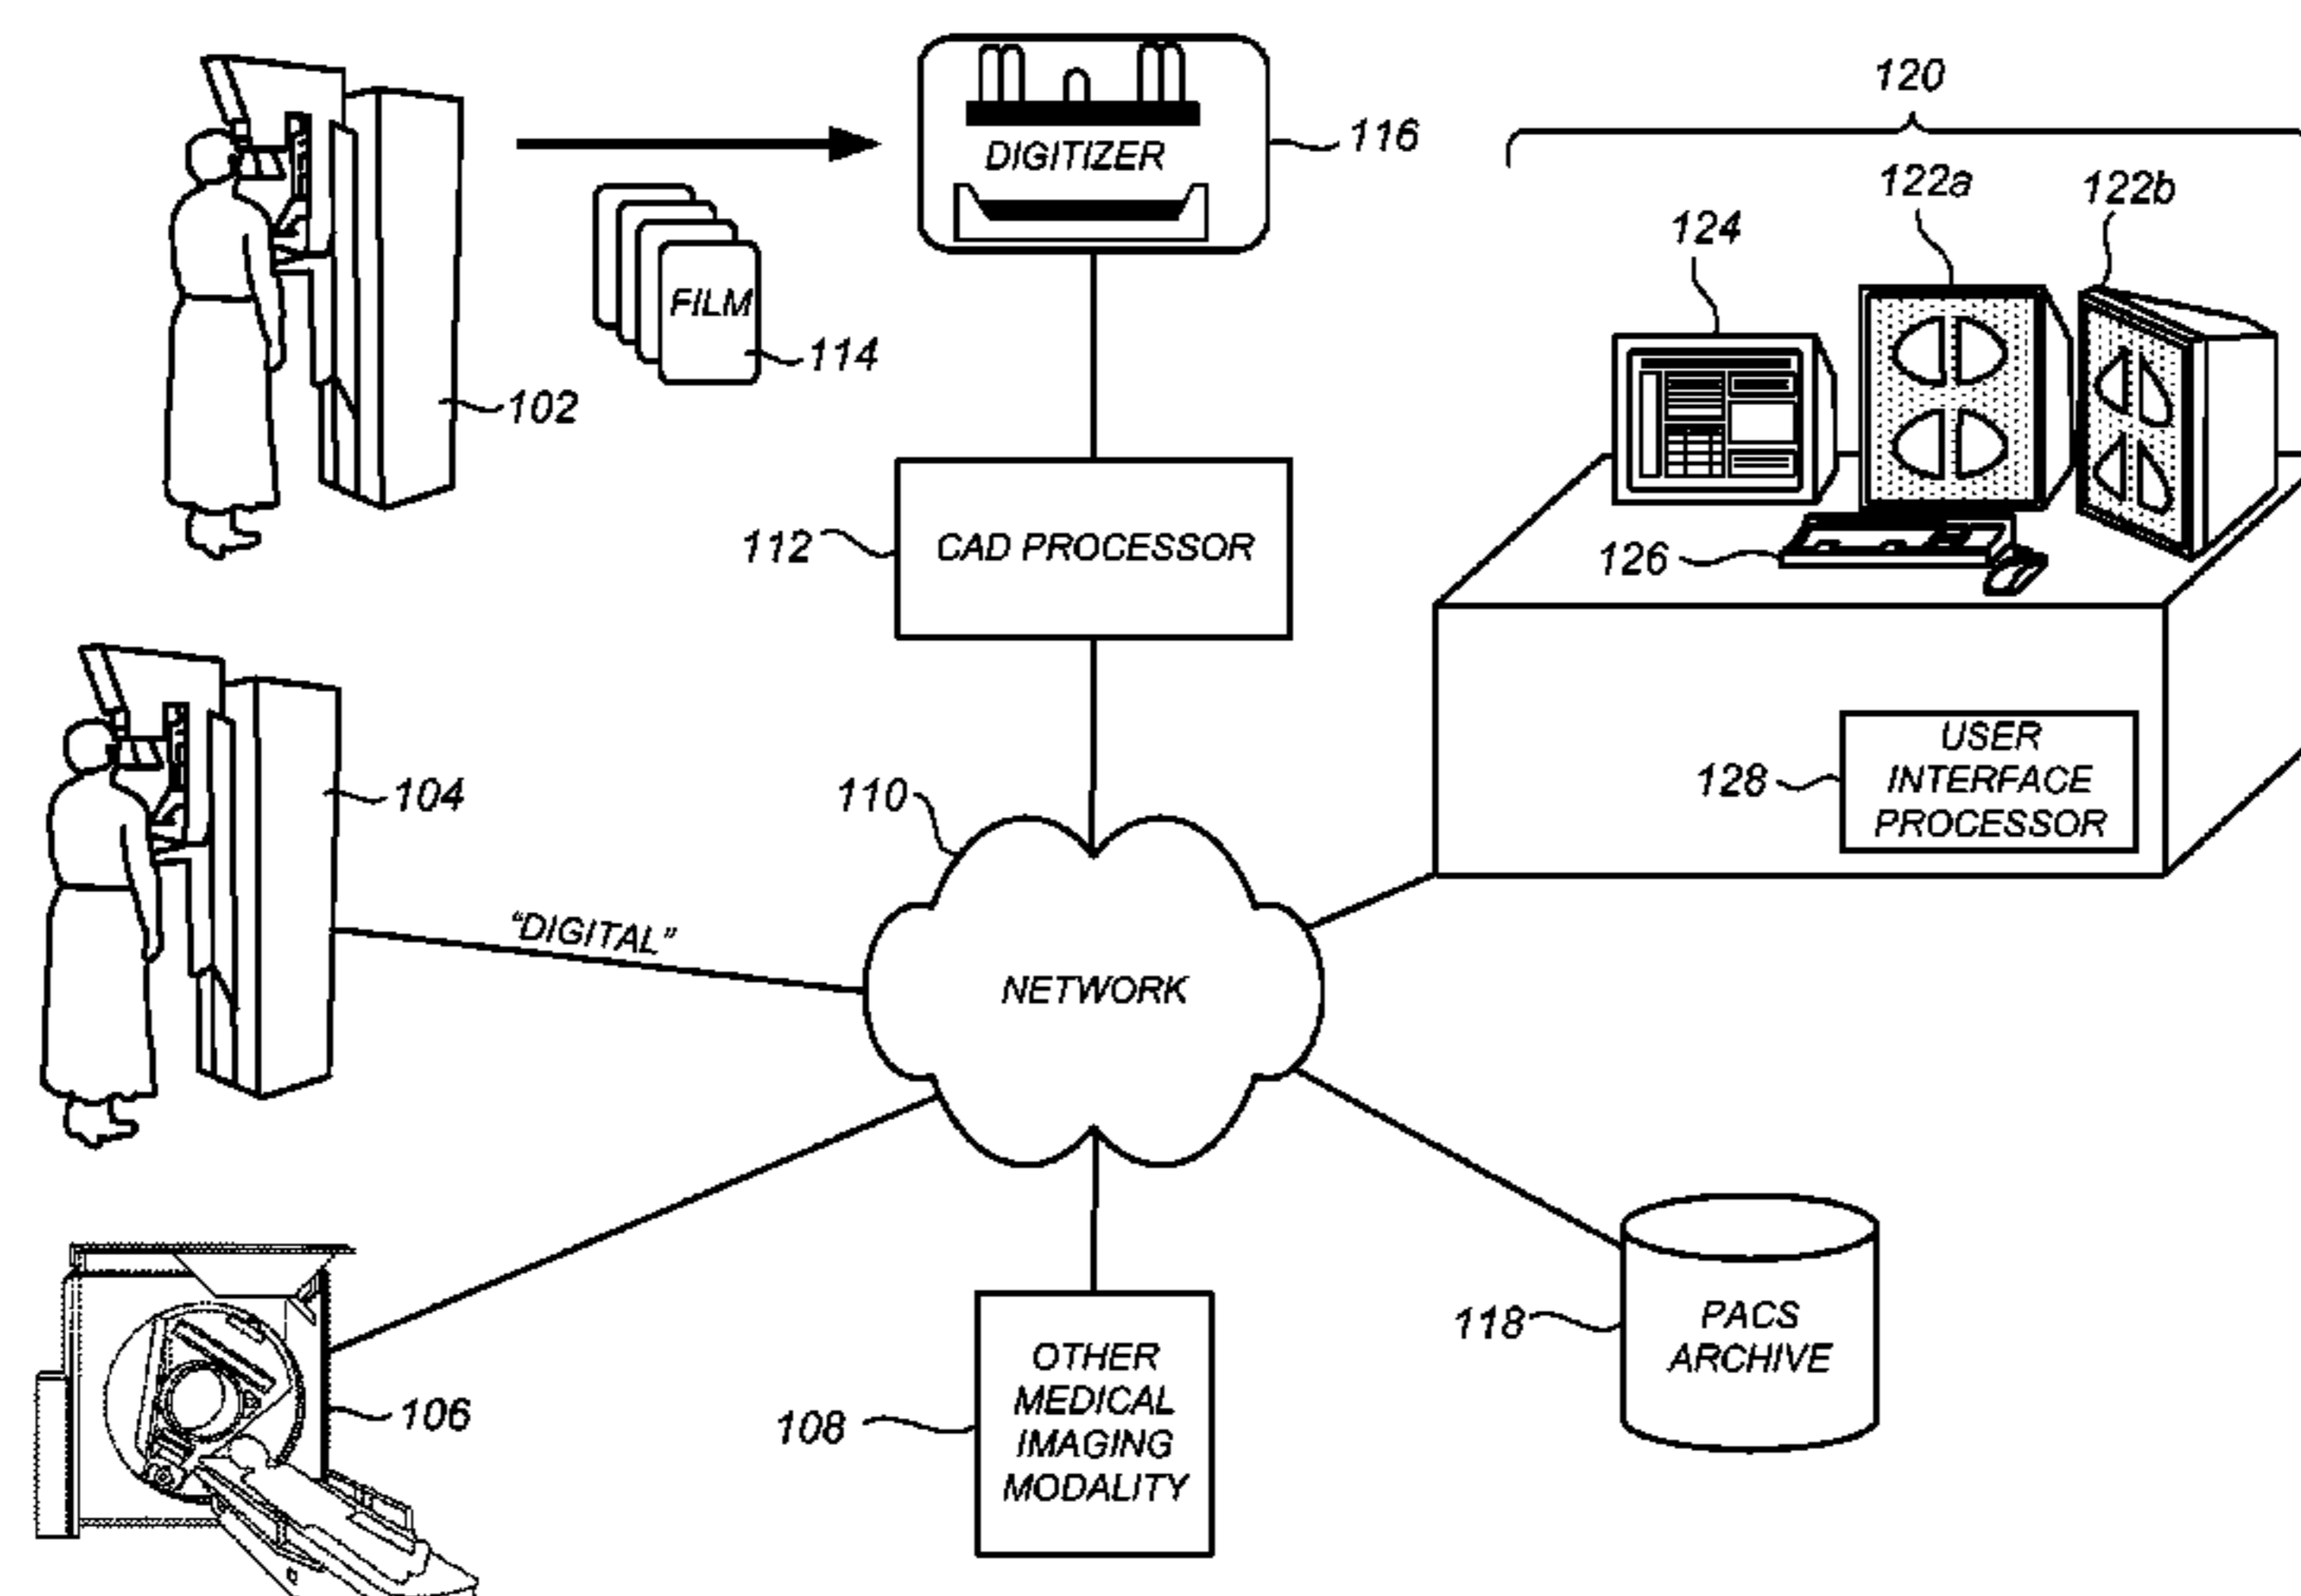 120
116
DIGITIZER
122a
122b
124
FILM
114
102
112
CAD PROCESSOR
126
USER
INTERFACE
PROCESSOR
128
104
110
"DIGITAL"
NETWORK
118
PACS
ARCHIVE
106
108
OTHER
MEDICAL
IMAGING
MODALITY